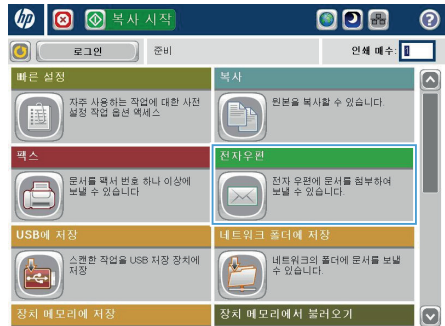 hp
복사 시작
?
로그인
준비
인쇄 매수: 1
빠른 설정
자주 사용하는 작업에 대한 사전
설정 작업 옵션 액세스
복사
원본을 복사할 수 있습니다.
팩스
문서를 팩서 번호 하나 이상에
보낼 수 있습니다
전자우편
전자 우편에 문서를 첨부하여
보낼 수 있습니다.
USB에 저장
스캔한 작업을 USB 저장 장치에
저장
네트워크 폴더에 저장
네트워크의 폴더에 문서를 보낼
수 있습니다.
장치 메모리에 저장
장치 메모리에서 불러오기